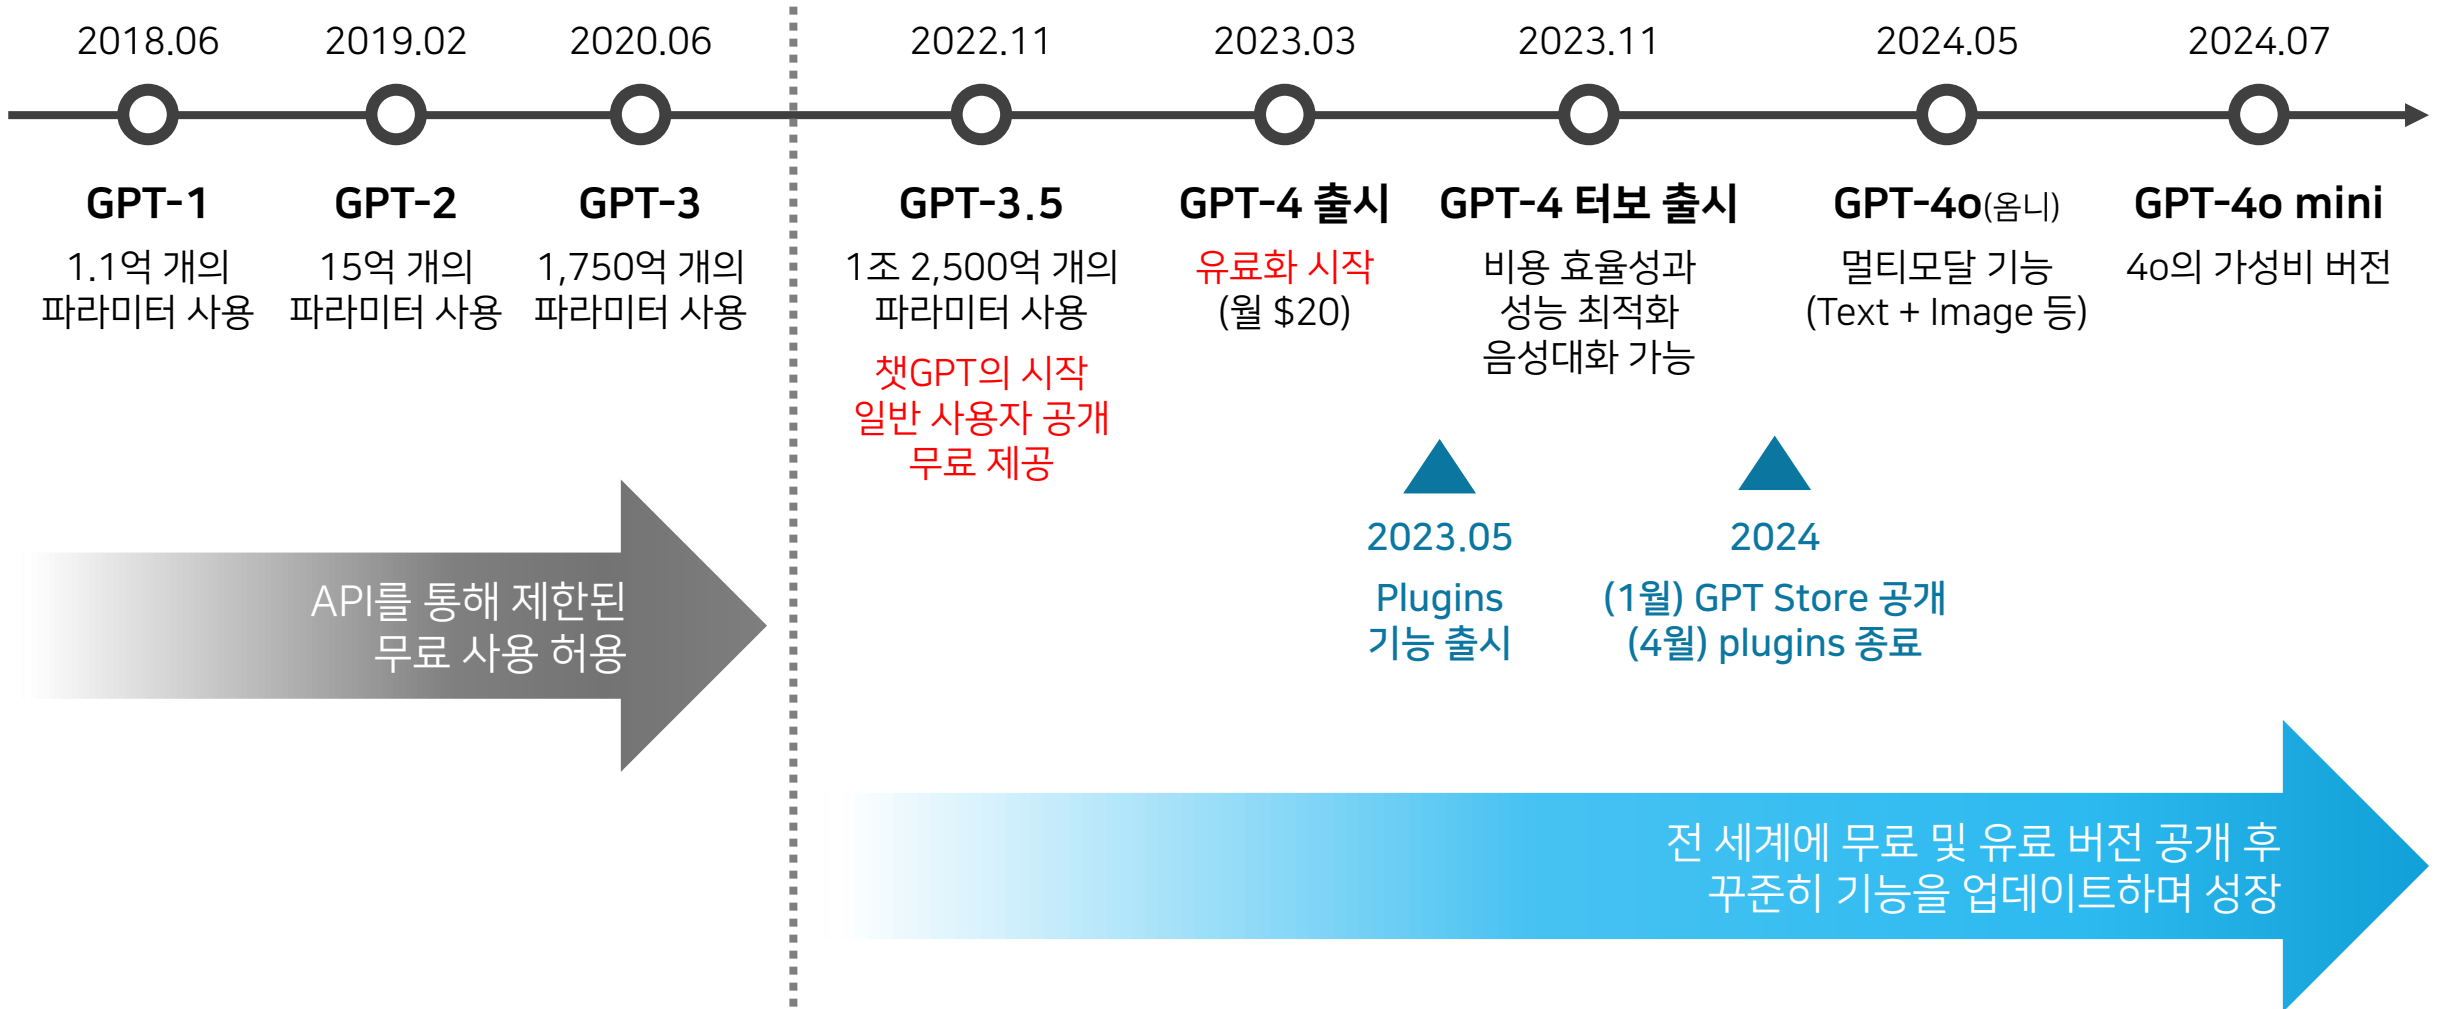 2018.06
2019.02
2020.06
2022.11
2023.03
2023.11
2024.05
2024.07
GPT-1
1.1억 개의
파라미터 사용
GPT-2
15억 개의
파라미터 사용
GPT-3
1,750억 개의
파라미터 사용
GPT-3.5
1조 2,500억 개의
파라미터 사용
챗GPT의 시작
일반 사용자 공개
무료 제공
GPT-4 출시
유료화 시작
(월 $20)
GPT-4 터보 출시
비용 효율성과
성능 최적화
음성대화 가능
GPT-4o(옴니)
멀티모달 기능
(Text + Image 등)
GPT-4o mini
4o의 가성비 버전
2023.05
Plugins
기능 출시
2024
(1월) GPT Store 공개
(4월) plugins 종료
API를 통해 제한된
무료 사용 허용
전 세계에 무료 및 유료 버전 공개 후
꾸준히 기능을 업데이트하며 성장